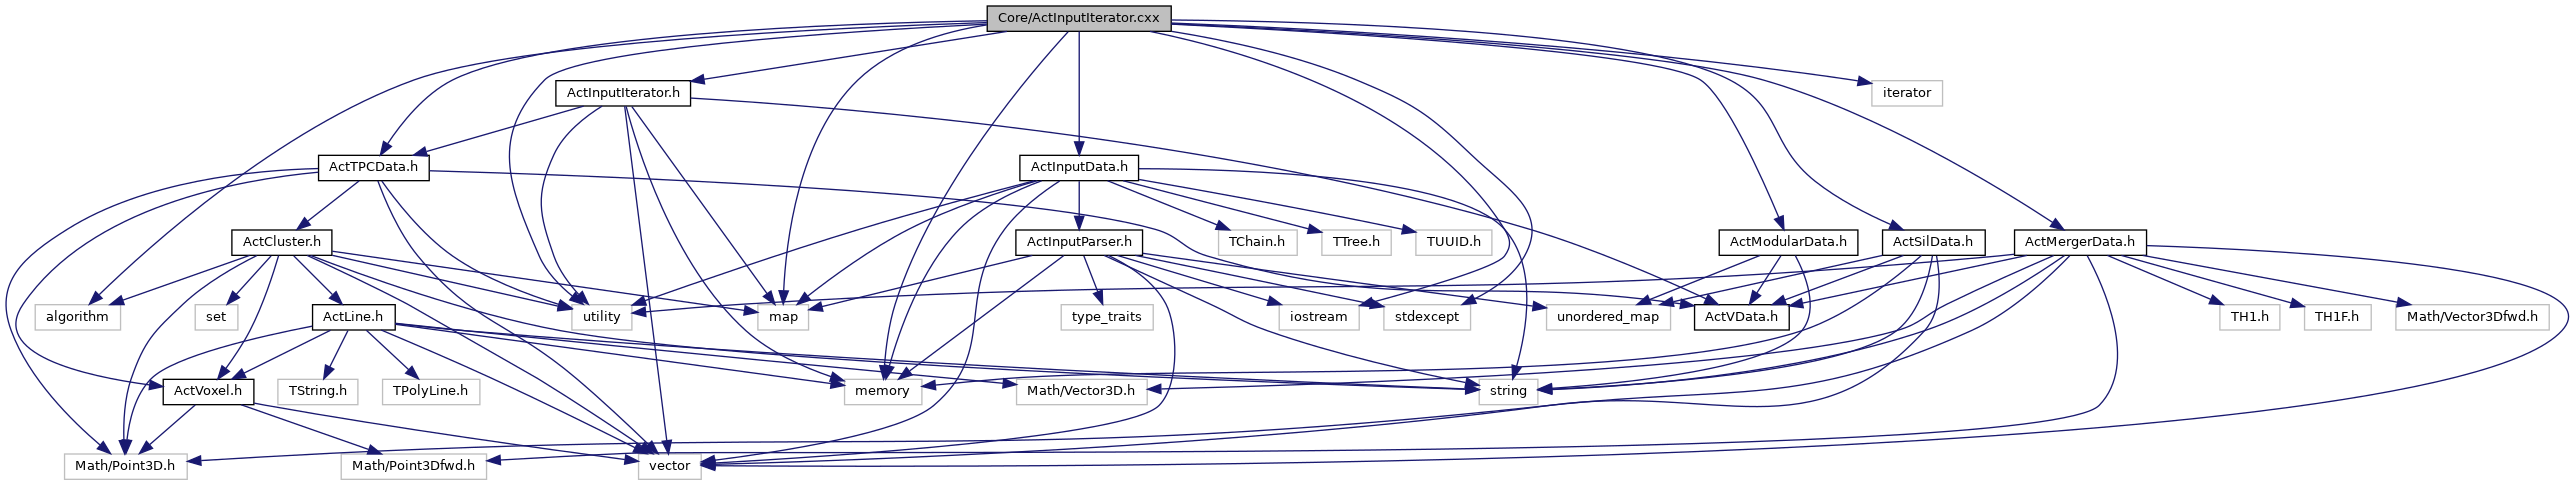 Core/ActInputIterator.cxx
ActInputIterator.h
iterator
ActTPCData.h
ActInputData.h
ActCluster.h
ActInputParser.h
TChain.h
TTree.h
TUUID.h
ActModularData.h
ActSilData.h
ActMergerData.h
algorithm
set
ActLine.h
utility
map
type_traits
iostream
stdexcept
unordered_map
ActVData.h
TH1.h
TH1F.h
Math/Vector3Dfwd.h
ActVoxel.h
TString.h
TPolyLine.h
memory
Math/Vector3D.h
string
Math/Point3D.h
Math/Point3Dfwd.h
vector